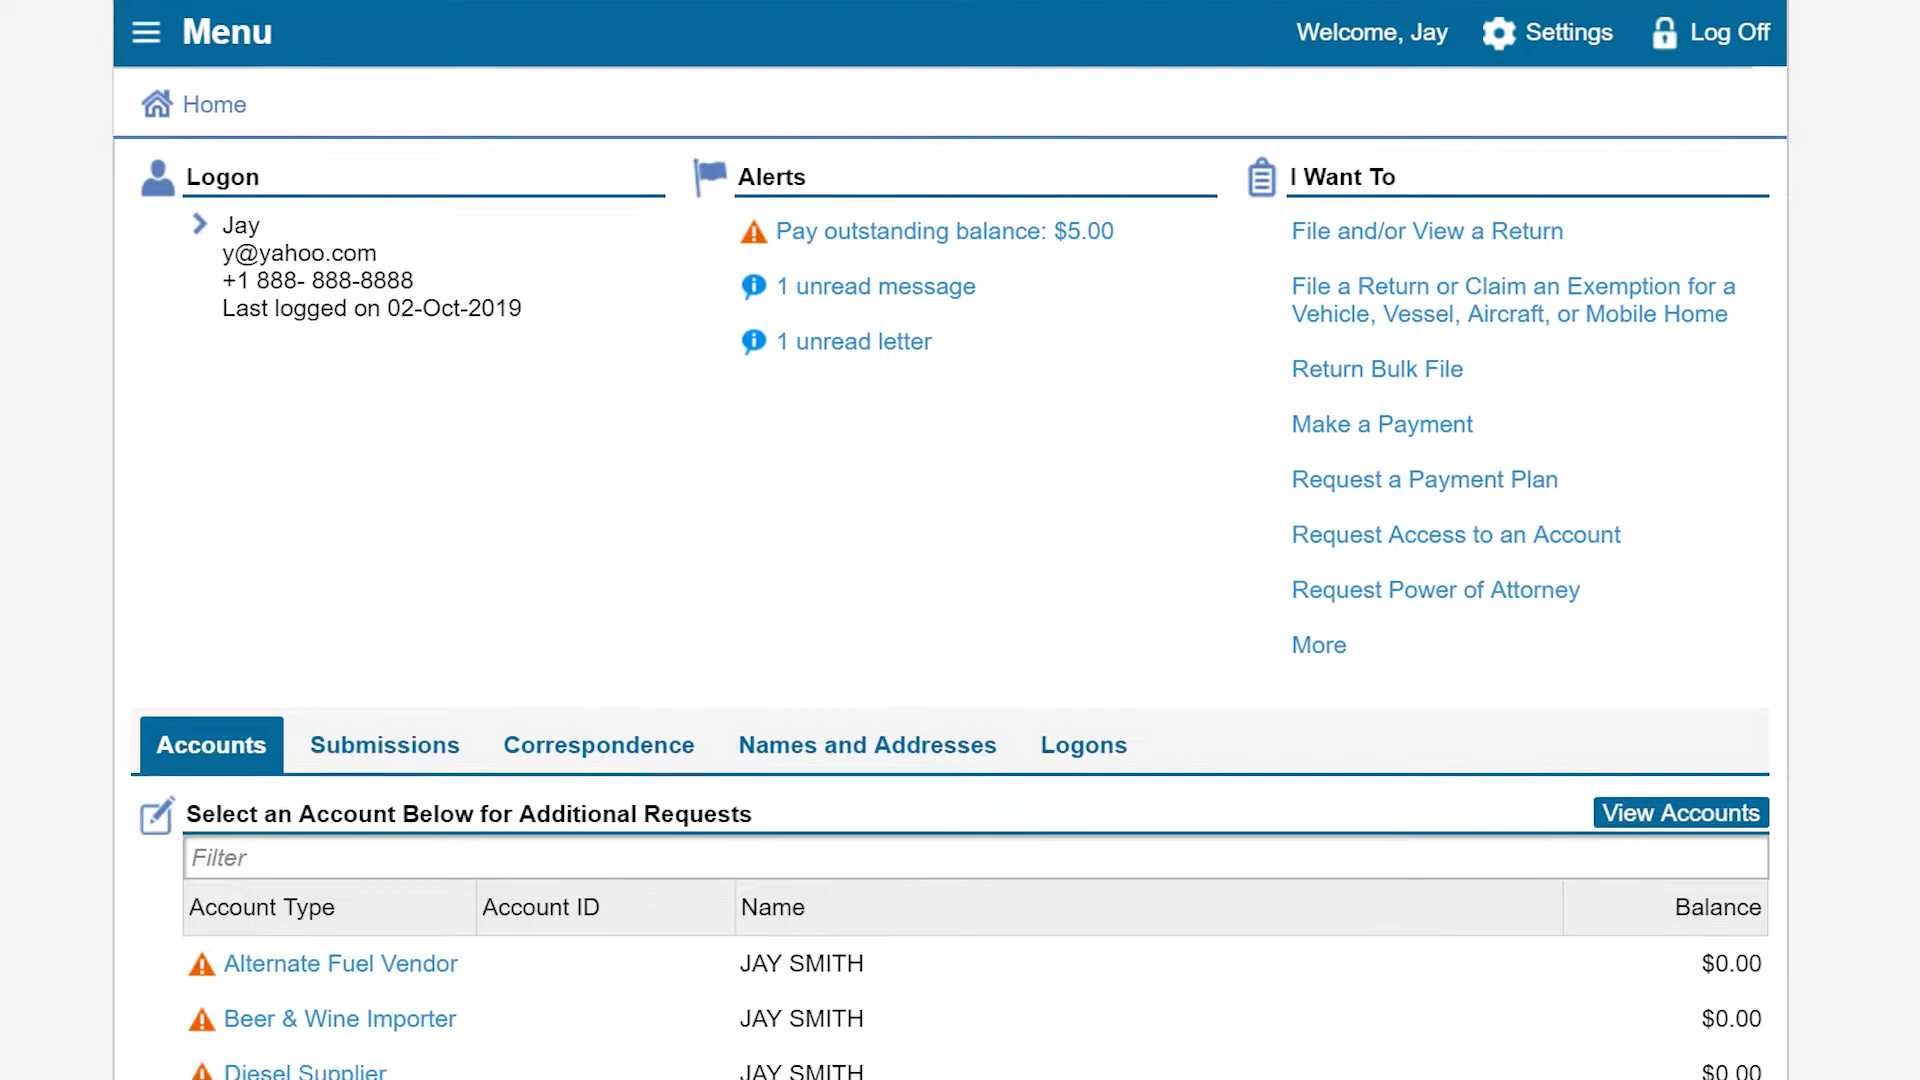 Menu
Welcome, Jay
Settings
Log Off
Home
Logon
Jay
y@yahoo.com
+1 888- 888-8888
Last logged on 02-Oct-2019
Alerts
Pay outstanding balance: $5.00
1 unread message
1 unread letter
I Want To
File and/or View a Return
File a Return or Claim an Exemption for a
Vehicle, Vessel, Aircraft, or Mobile Home
Return Bulk File
Make a Payment
Request a Payment Plan
Request Access to an Account
Request Power of Attorney
More
Accounts
Submissions
Correspondence
Names and Addresses
Logons
Select an Account Below for Additional Requests
View Accounts
Filter
Account Type
Account ID
Name
Balance
Alternate Fuel Vendor
JAY SMITH
$0.00
Beer & Wine Importer
JAY SMITH
$0.00
Diesel Supplier
JAY SMITH
$0.00